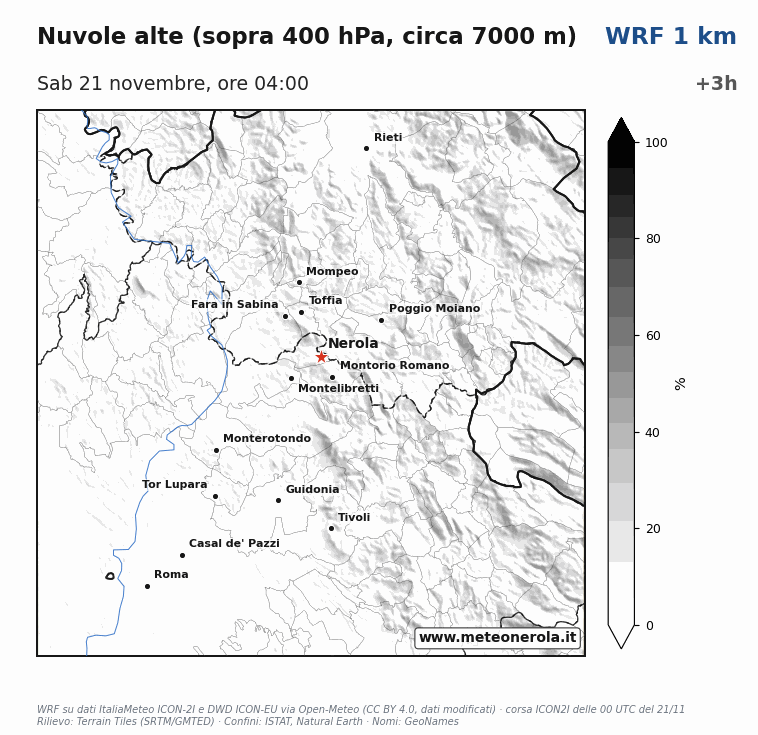 Nuvole alte (sopra 400 hPa, circa 7000 m) WRF 1 km
Sab 21 novembre, ore 04:00 +3h
Rieti
Mompeo
Fara in Sabina
Toffia
Poggio Moiano
Nerola
Montorio Romano
Montelibretti
Monterotondo
Tor Lupara
Guidonia
Tivoli
Casal de' Pazzi
Roma
www.meteonerola.it
100
80
60
40
20
0
%
WRF su dati ItaliaMeteo ICON-2I e DWD ICON-EU via Open-Meteo (CC BY 4.0, dati modificati) · corsa ICON2I delle 00 UTC del 21/11
Rilievo: Terrain Tiles (SRTM/GMTED) · Confini: ISTAT, Natural Earth · Nomi: GeoNames